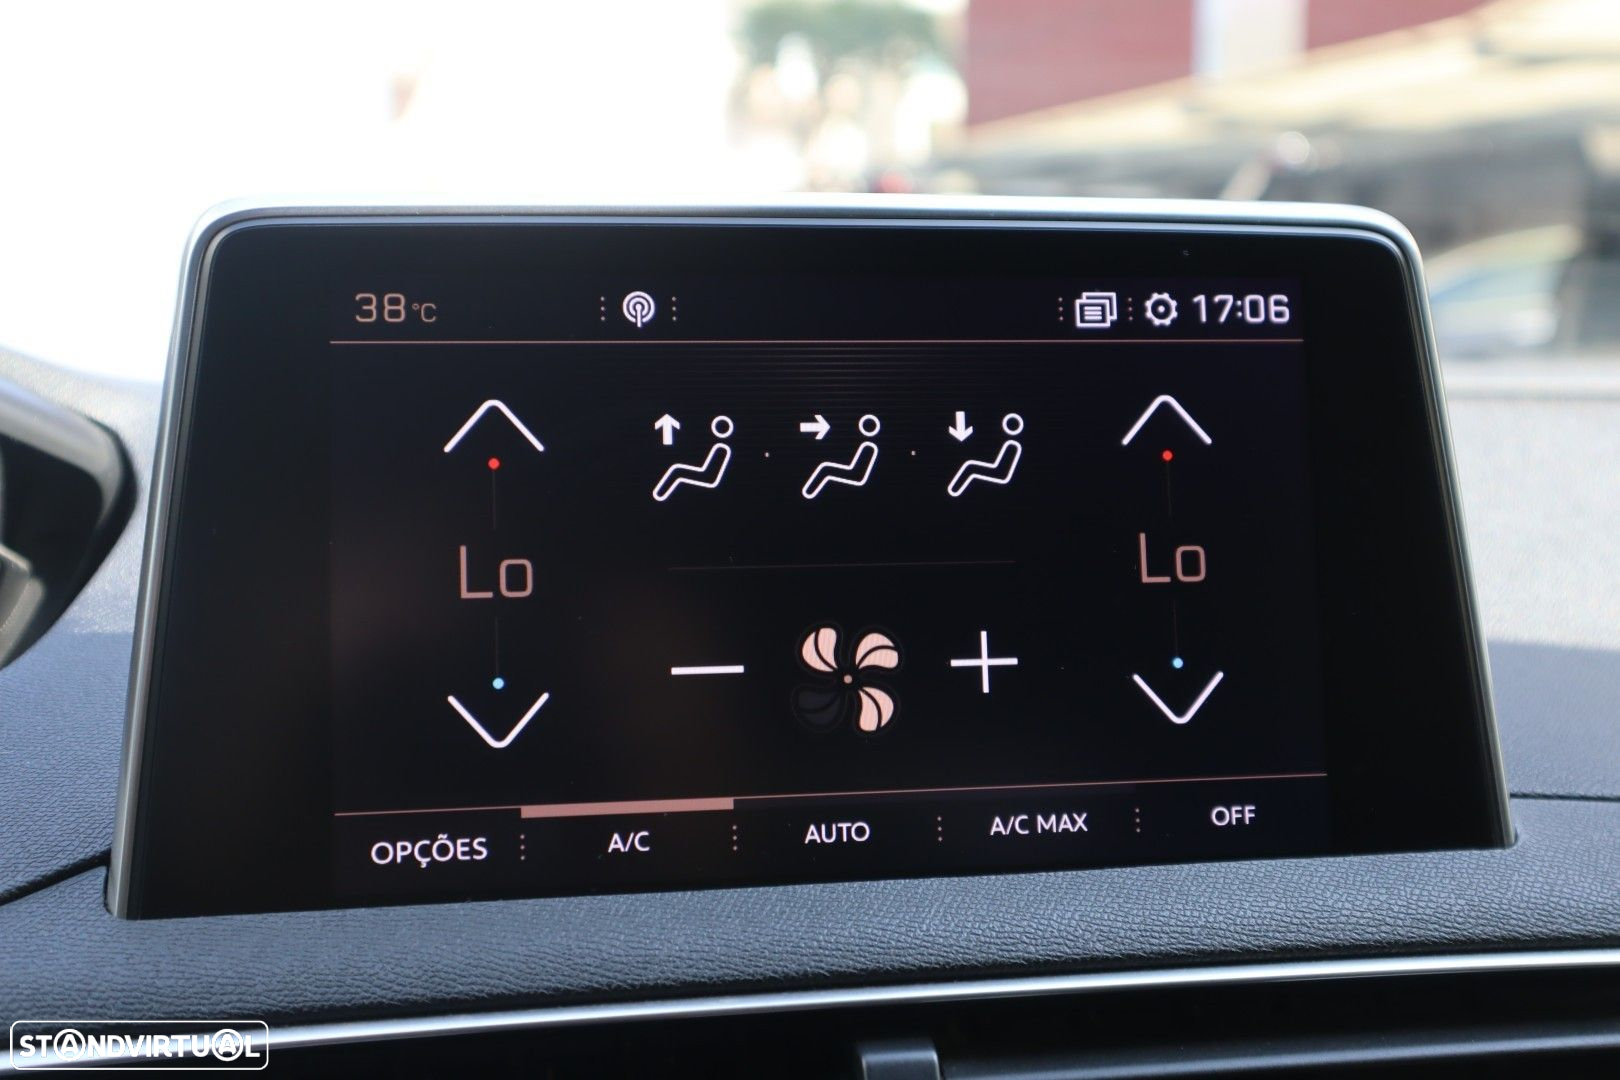 38°C 17:06
Lo Lo
OPÇÕES A/C AUTO A/C MAX OFF
STANDVIRTUAL